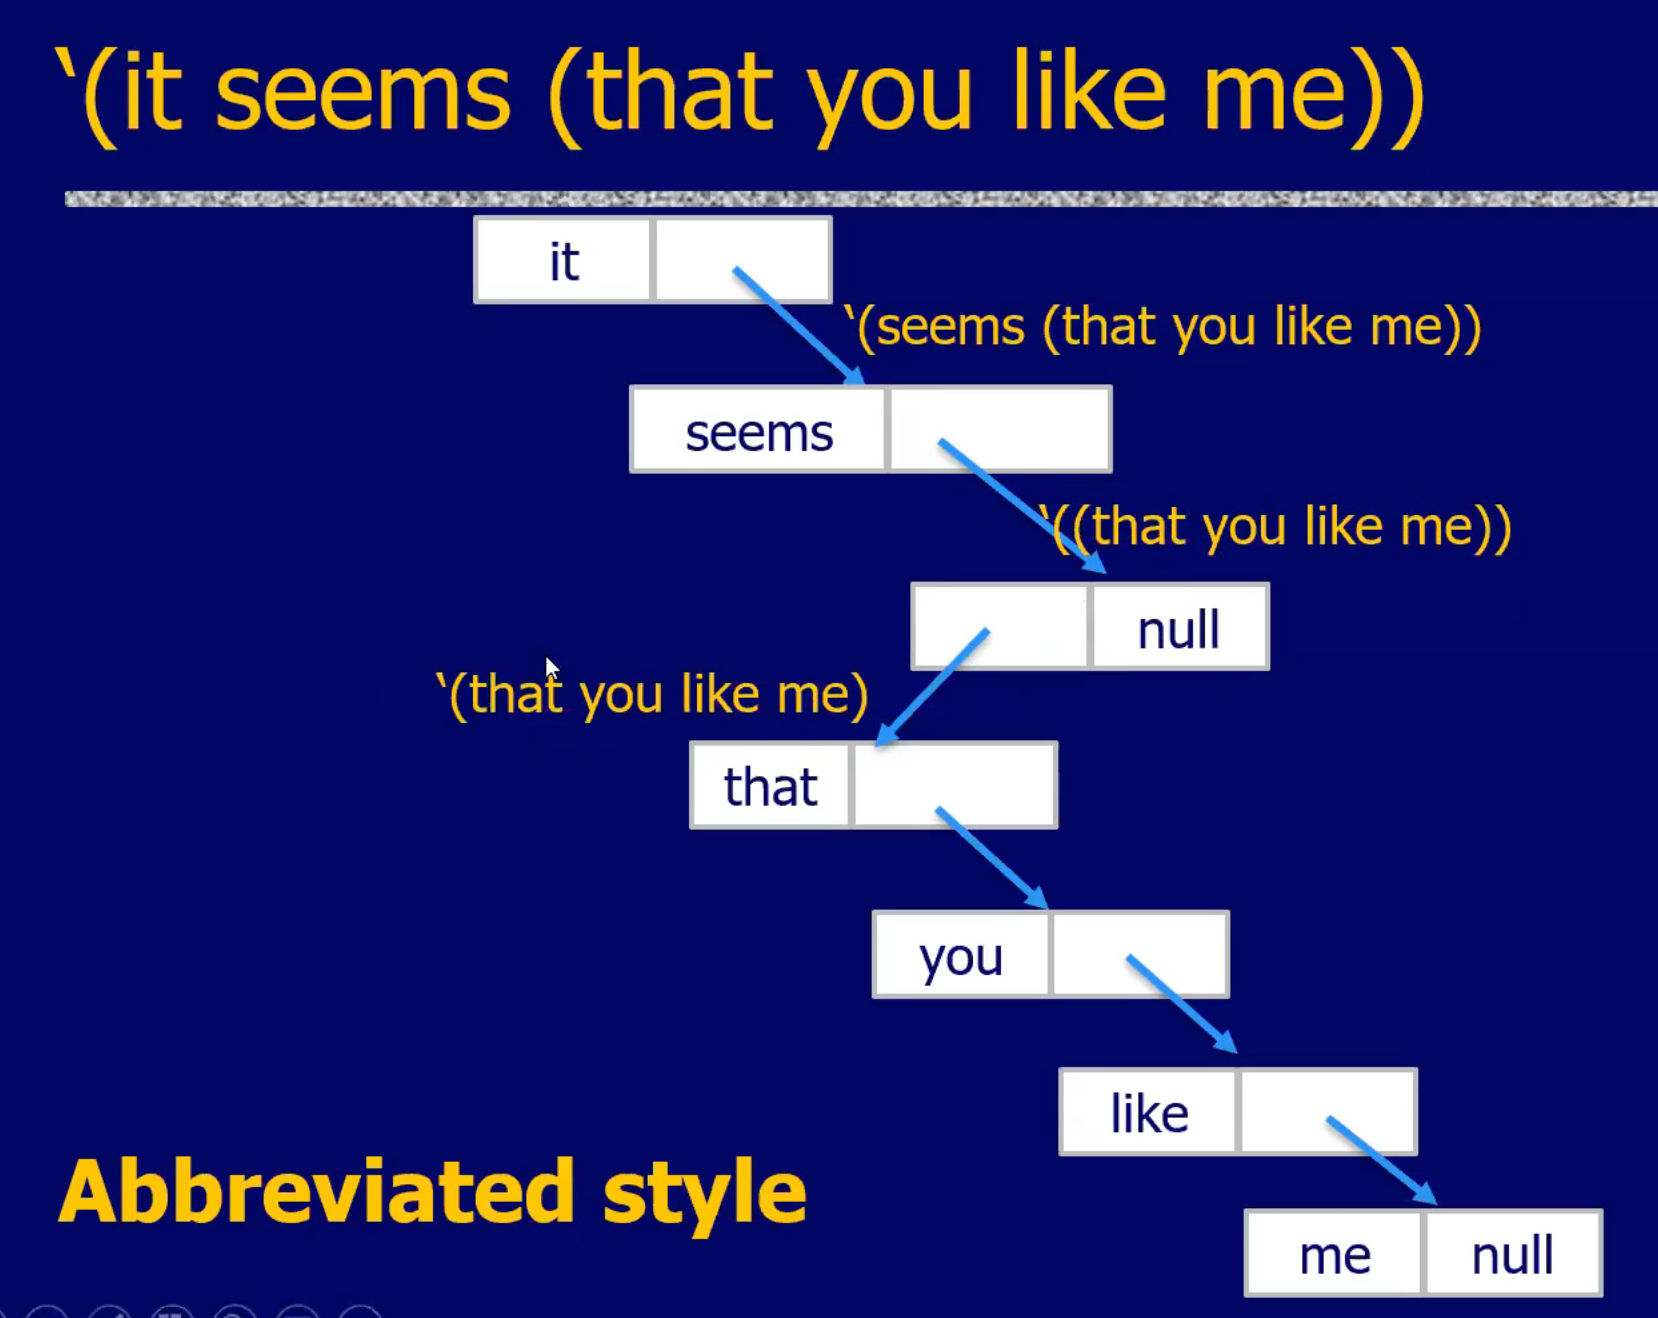 ‘(it seems (that you like me))
it
‘(seems (that you like me))
seems
‘((that you like me))
null
‘(that you like me)
that
you
like
Abbreviated style
me null